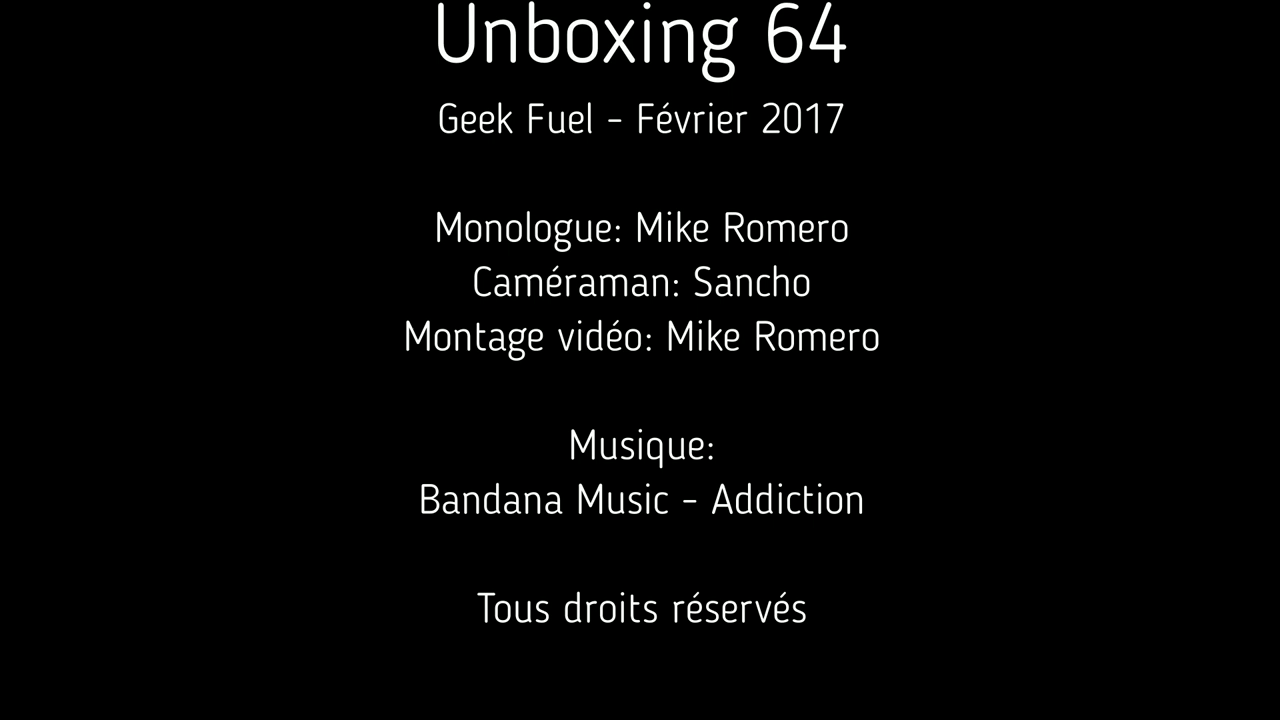 Unboxing 64
Geek Fuel - Février 2017
Monologue: Mike Romero
Caméraman: Sancho
Montage vidéo: Mike Romero
Musique:
Bandana Music - Addiction
Tous droits réservés